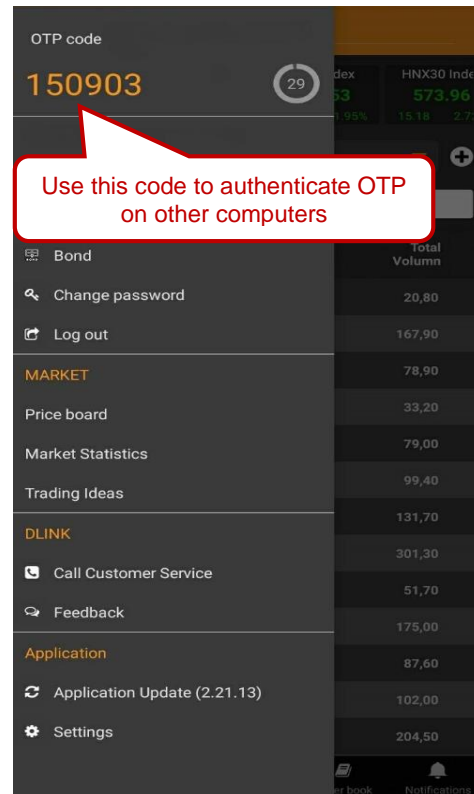 OTP code
150903
29
dex
53
1.95%
HNX30 Inde
573.96
15.18 2.7
Use this code to authenticate OTP
on other computers
Total
Volumn
Bond
Change password
Log out
MARKET
Price board
Market Statistics
Trading Ideas
DLINK
Call Customer Service
Feedback
Application
Application Update (2.21.13)
Settings
20,80
167,90
78,90
33,20
79,00
99,40
131,70
301,30
51,70
175,00
87,60
102,00
204,50
er book
Notifications